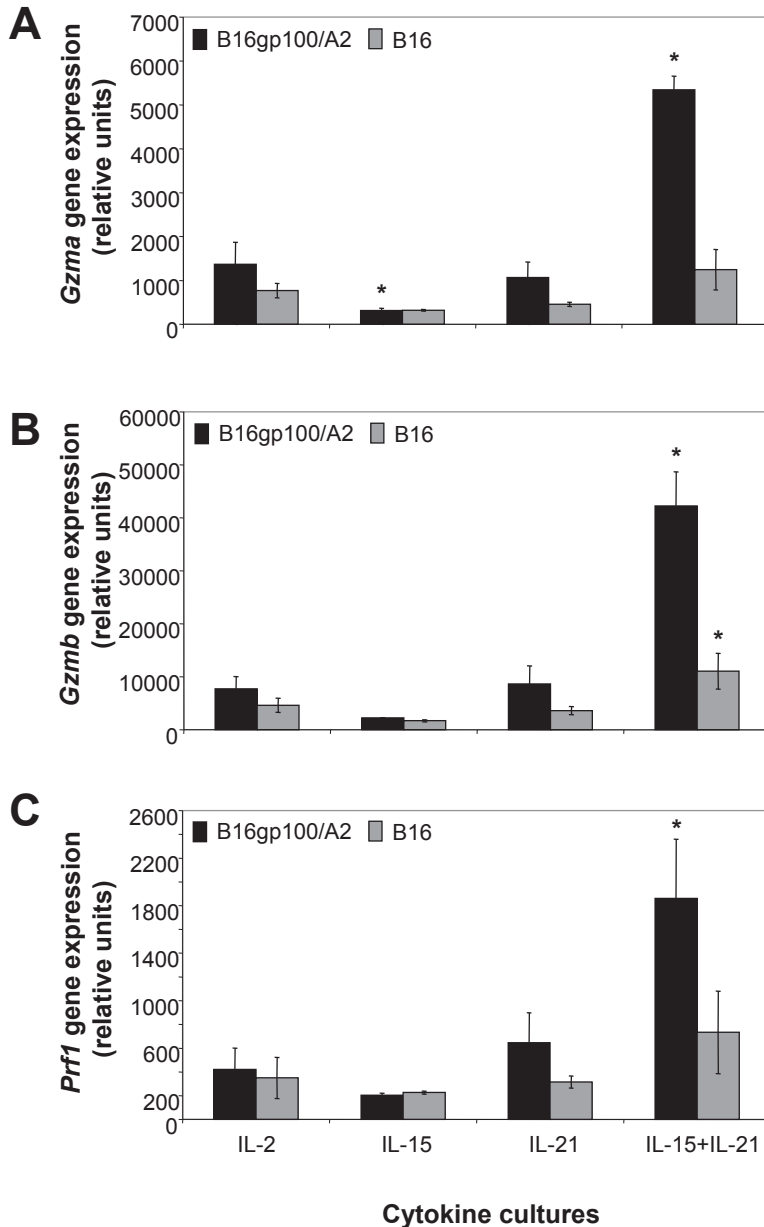 A
Gzma gene expression
(relative units)
7000
6000
5000
4000
3000
2000
1000
0
B16gp100/A2 B16
*
*
B
Gzmb gene expression
(relative units)
60000
50000
40000
30000
20000
10000
0
B16gp100/A2 B16
*
*
C
Prf1 gene expression
(relative units)
2600
2200
1800
1400
1000
600
200
0
B16gp100/A2 B16
*
IL-2 IL-15 IL-21 IL-15+IL-21
Cytokine cultures